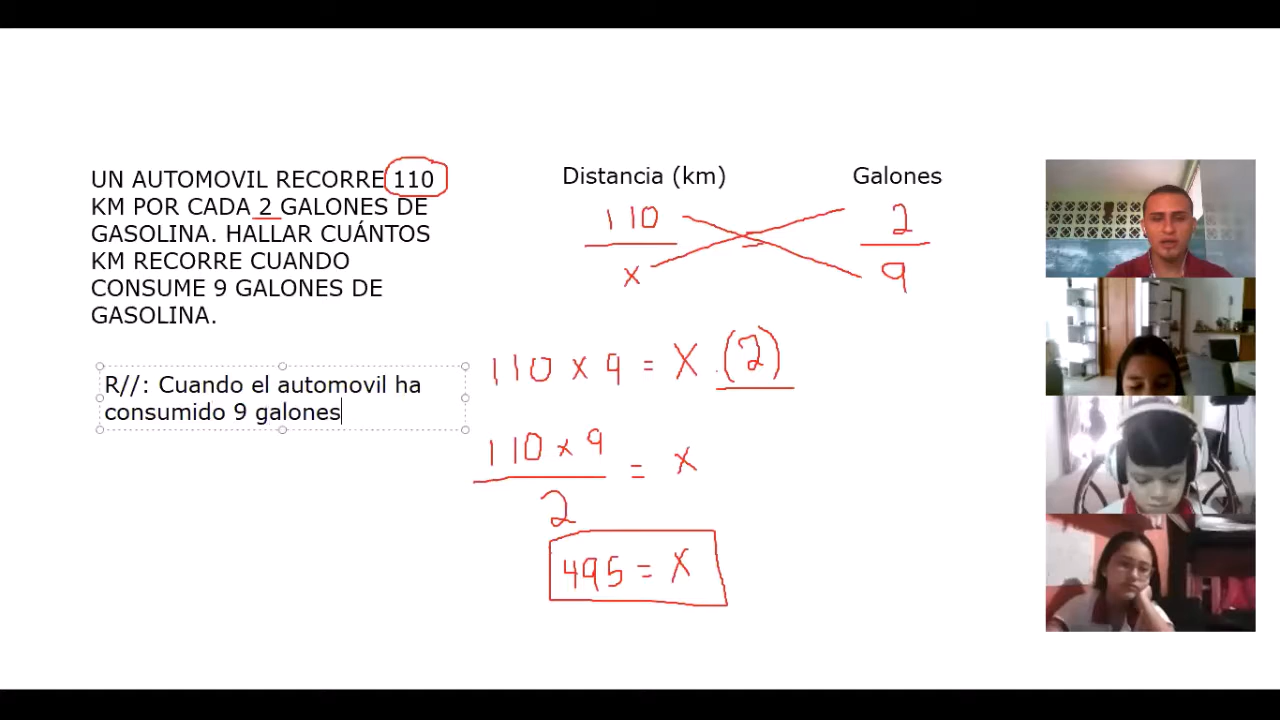 UN AUTOMOVIL RECORRE 110
KM POR CADA 2 GALONES DE
GASOLINA. HALLAR CUÁNTOS
KM RECORRE CUANDO
CONSUME 9 GALONES DE
GASOLINA.
R//: Cuando el automovil ha
consumido 9 galones
Distancia (km) Galones
110 = 2
x 9
110 x 9 = X . (2)
110 x 9 = x
2
495 = X